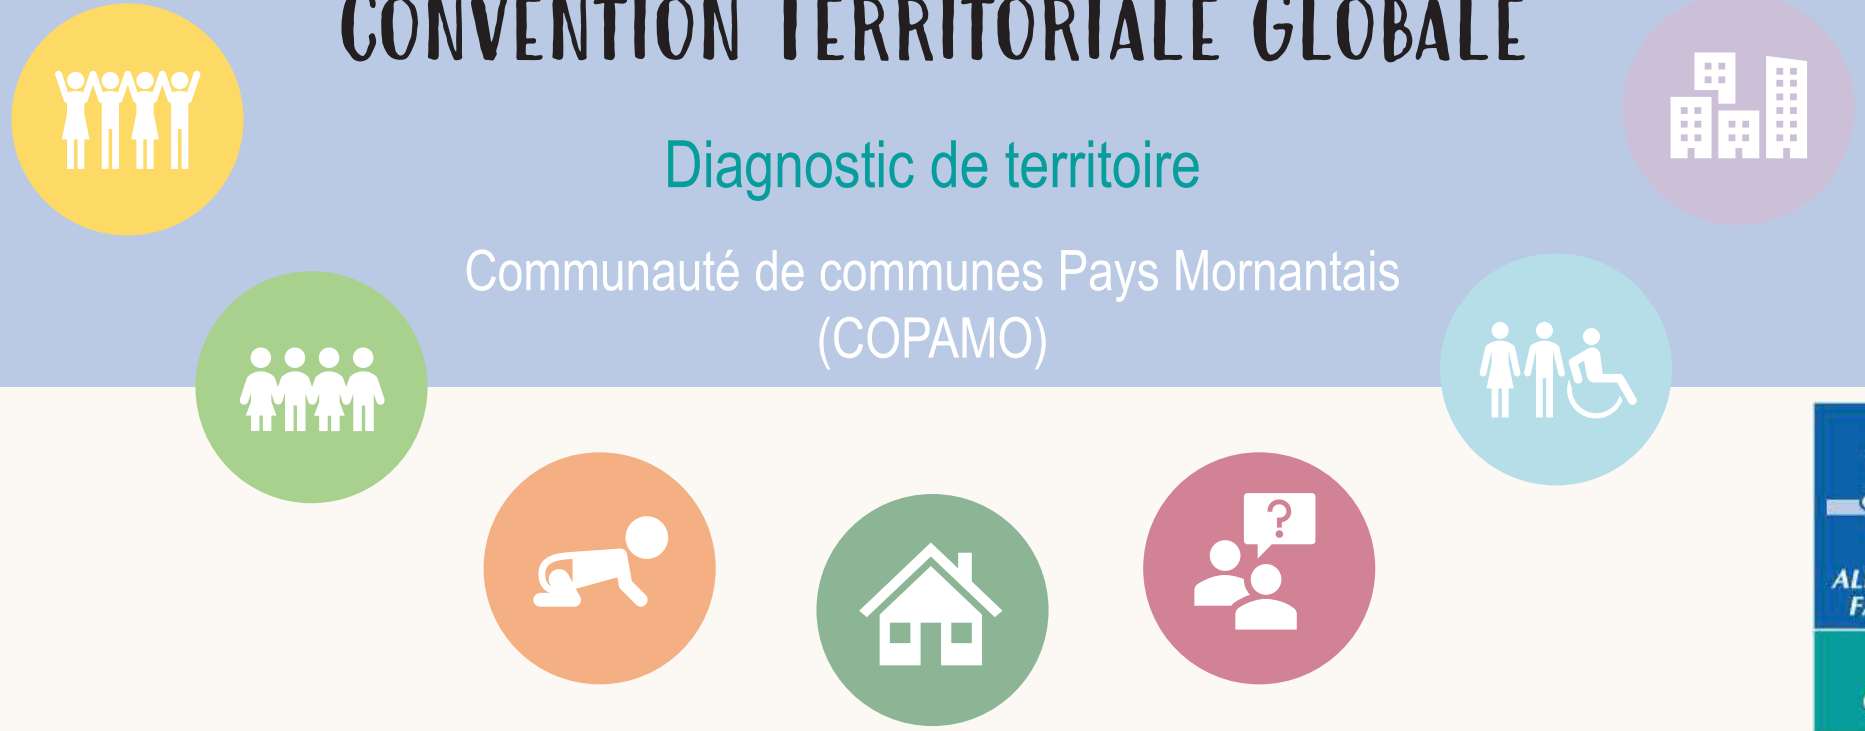 CONVENTION TERRITORIALE GLOBALE
Diagnostic de territoire
Communauté de communes Pays Mornantais
(COPAMO)
?